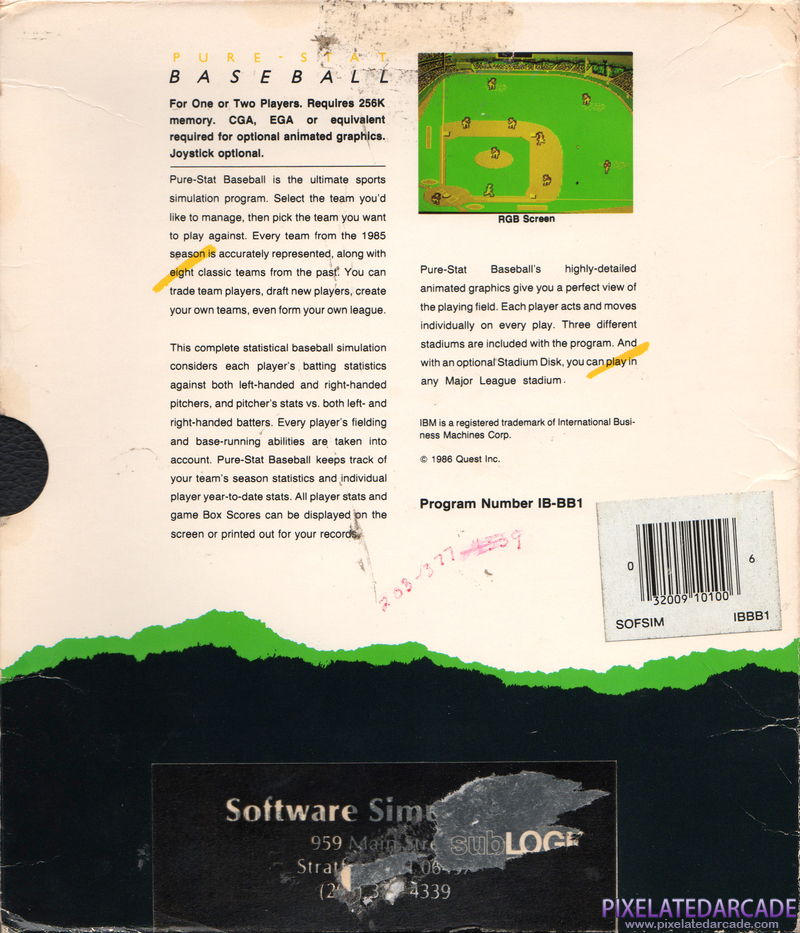 PURE-STAT
BASEBALL
For One or Two Players. Requires 256K
memory. CGA, EGA or equivalent
required for optional animated graphics.
Joystick optional.
Pure-Stat Baseball is the ultimate sports
simulation program. Select the team you'd
like to manage, then pick the team you want
to play against. Every team from the 1985
season is accurately represented, along with
eight classic teams from the past. You can
trade team players, draft new players, create
your own teams, even form your own league.
This complete statistical baseball simulation
considers each player's batting statistics
against both left-handed and right-handed
pitchers, and pitcher's stats vs. both left- and
right-handed batters. Every player's fielding
and base-running abilities are taken into
account. Pure-Stat Baseball keeps track of
your team's season statistics and individual
player year-to-date stats. All player stats and
game Box Scores can be displayed on the
screen or printed out for your records.
RGB Screen
Pure-Stat Baseball's highly-detailed
animated graphics give you a perfect view of
the playing field. Each player acts and moves
individually on every play. Three different
stadiums are included with the program. And
with an optional Stadium Disk, you can play in
any Major League stadium.
IBM is a registered trademark of International Busi-
ness Machines Corp.
© 1986 Quest Inc.
Program Number IB-BB1
203-377-4339
0 32009 10100 6
SOFSIM IBBB1
Software
959 Main
subLOGIC
4339
PIXELATEDARCADE
www.pixelatedarcade.com